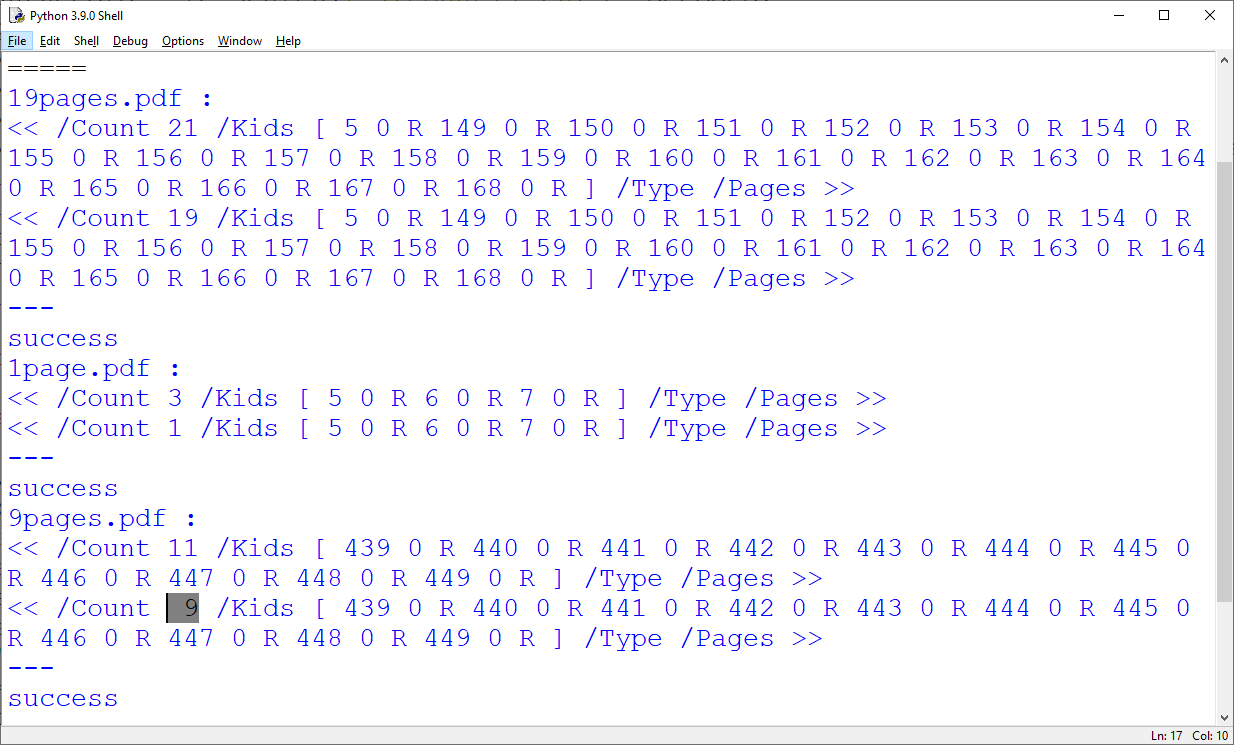 Python 3.9.0 Shell
File Edit Shell Debug Options Window Help
=====
19pages.pdf :
<< /Count 21 /Kids [ 5 0 R 149 0 R 150 0 R 151 0 R 152 0 R 153 0 R 154 0 R
155 0 R 156 0 R 157 0 R 158 0 R 159 0 R 160 0 R 161 0 R 162 0 R 163 0 R 164
0 R 165 0 R 166 0 R 167 0 R 168 0 R ] /Type /Pages >>
<< /Count 19 /Kids [ 5 0 R 149 0 R 150 0 R 151 0 R 152 0 R 153 0 R 154 0 R
155 0 R 156 0 R 157 0 R 158 0 R 159 0 R 160 0 R 161 0 R 162 0 R 163 0 R 164
0 R 165 0 R 166 0 R 167 0 R 168 0 R ] /Type /Pages >>
---
success
1page.pdf :
<< /Count 3 /Kids [ 5 0 R 6 0 R 7 0 R ] /Type /Pages >>
<< /Count 1 /Kids [ 5 0 R 6 0 R 7 0 R ] /Type /Pages >>
---
success
9pages.pdf :
<< /Count 11 /Kids [ 439 0 R 440 0 R 441 0 R 442 0 R 443 0 R 444 0 R 445 0
R 446 0 R 447 0 R 448 0 R 449 0 R ] /Type /Pages >>
<< /Count  9 /Kids [ 439 0 R 440 0 R 441 0 R 442 0 R 443 0 R 444 0 R 445 0
R 446 0 R 447 0 R 448 0 R 449 0 R ] /Type /Pages >>
---
success
Ln: 17 Col: 10